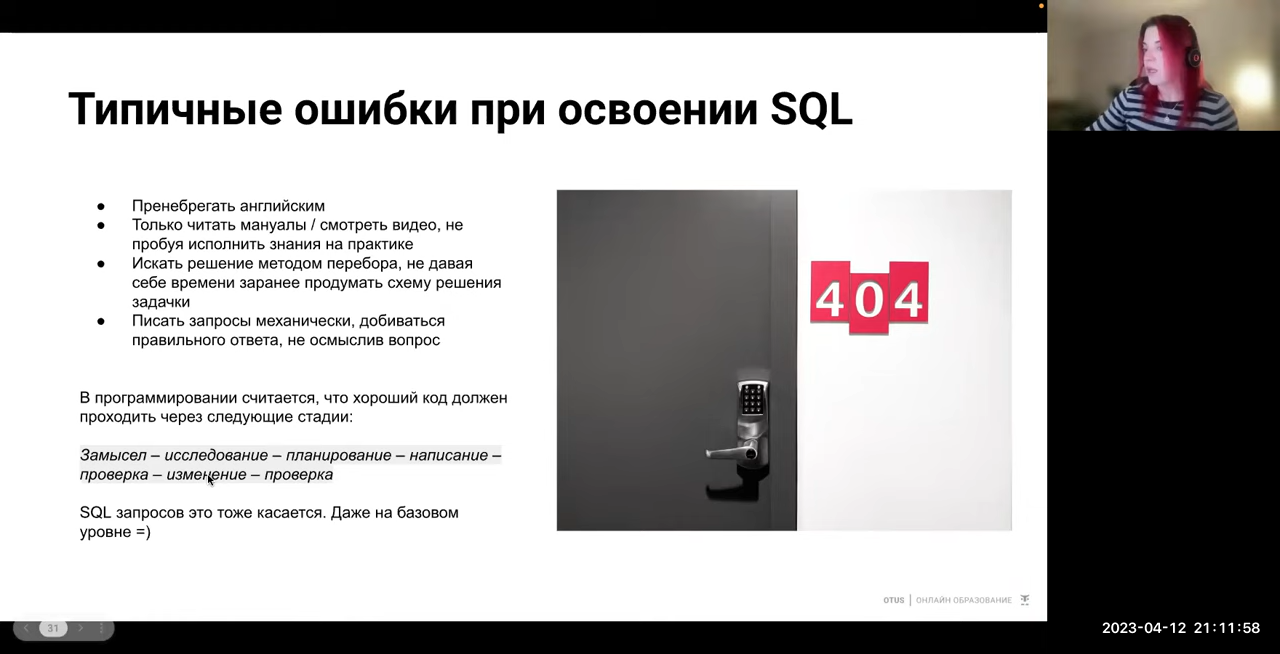 Типичные ошибки при освоении SQL
● Пренебрегать английским
● Только читать мануалы / смотреть видео, не
пробуя исполнить знания на практике
● Искать решение методом перебора, не давая
себе времени заранее продумать схему решения
задачки
● Писать запросы механически, добиваться
правильного ответа, не осмыслив вопрос
В программировании считается, что хороший код должен
проходить через следующие стадии:
Замысел – исследование – планирование – написание –
проверка – изменение – проверка
SQL запросов это тоже касается. Даже на базовом
уровне =)
404
OTUS | ОНЛАЙН ОБРАЗОВАНИЕ
31
2023-04-12 21:11:58